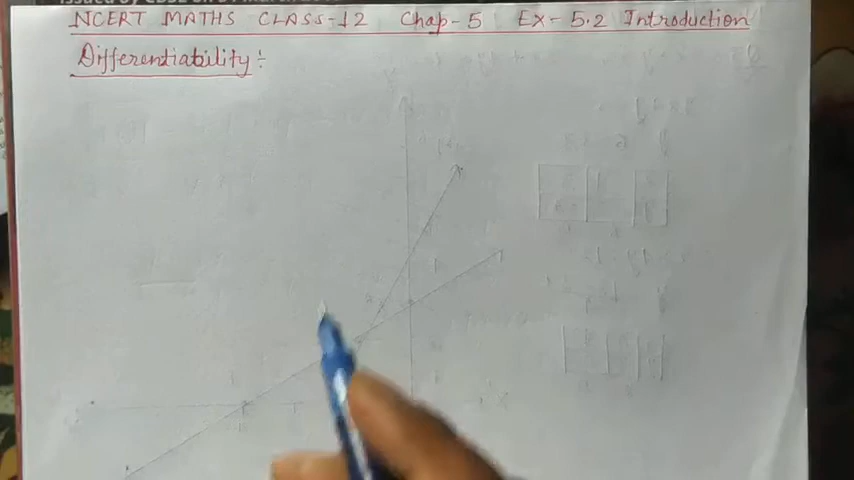 NCERT MATHS CLASS-12 Chap-5 Ex-5.2 Introduction
Differentiability: